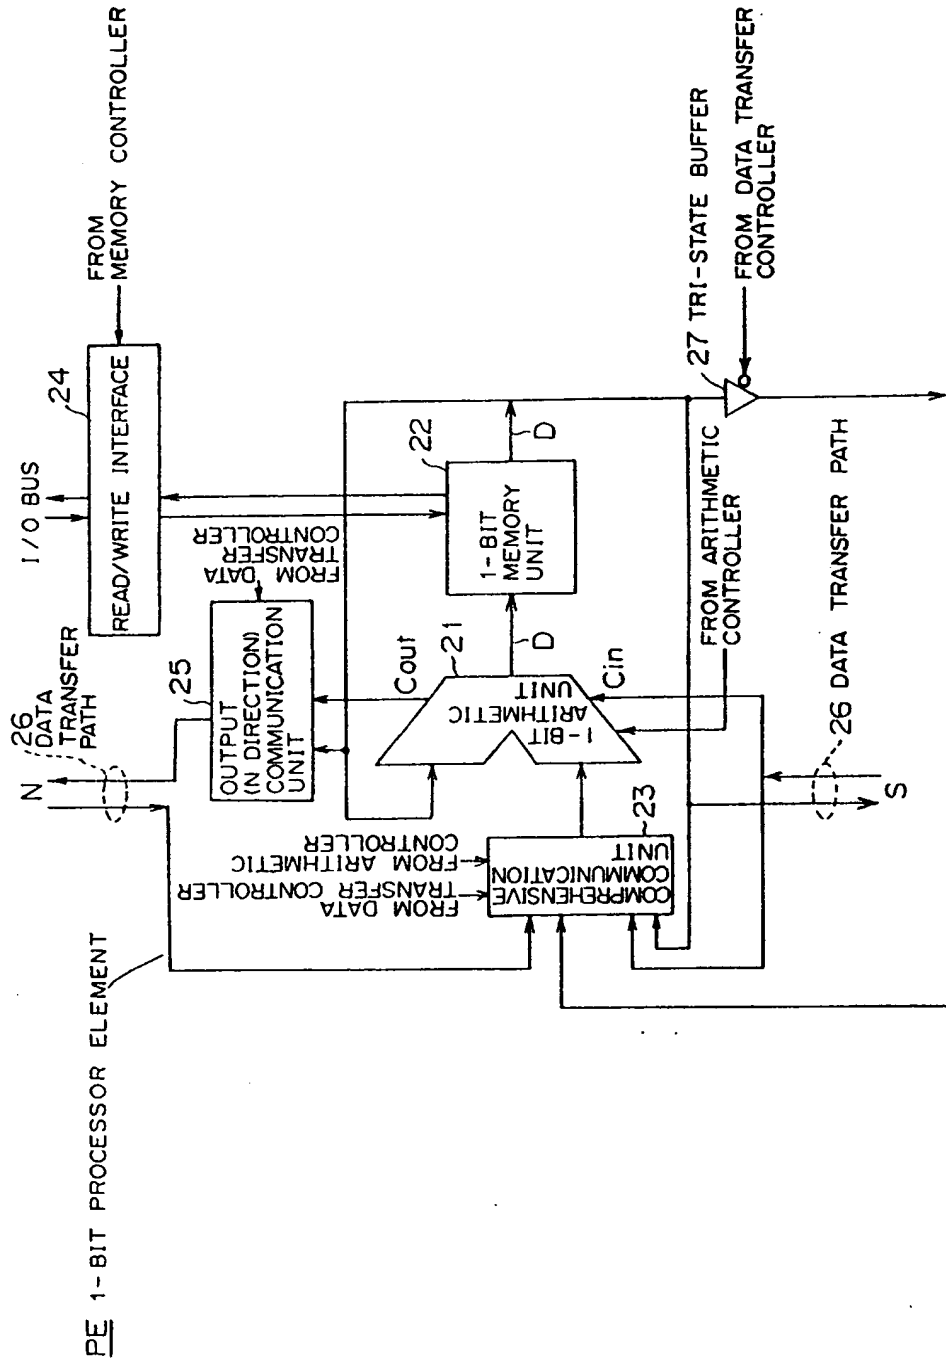 PE 1-BIT PROCESSOR ELEMENT
N
26
DATA
TRANSFER
PATH
I/O BUS
24
READ/WRITE INTERFACE
FROM
MEMORY CONTROLLER
25
OUTPUT
(N DIRECTION)
COMMUNICATION
UNIT
FROM DATA
TRANSFER
CONTROLLER
Cout
21
1-BIT
ARITHMETIC
UNIT
Cin
D
22
1-BIT
MEMORY
UNIT
D
FROM DATA
TRANSFER CONTROLLER
FROM ARITHMETIC
CONTROLLER
23
COMPREHENSIVE
COMMUNICATION
UNIT
FROM ARITHMETIC
CONTROLLER
27 TRI-STATE BUFFER
FROM DATA TRANSFER
CONTROLLER
26 DATA TRANSFER PATH
S